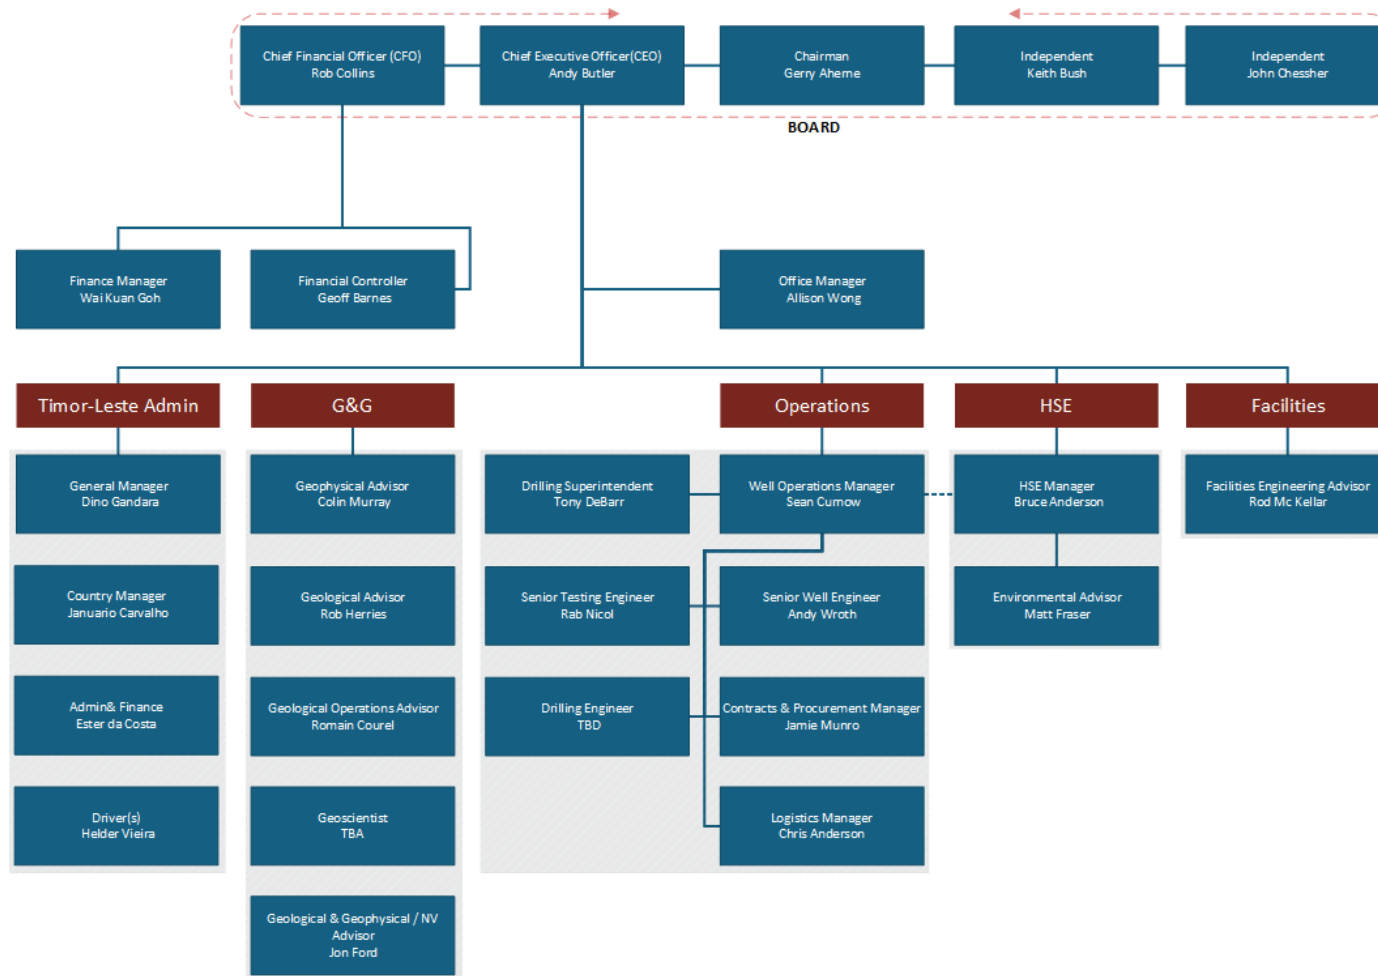 Chief Financial Officer (CFO)
Rob Collins
Chief Executive Officer(CEO)
Andy Butler
Chairman
Gerry Aherne
Independent
Keith Bush
Independent
John Chessher
BOARD
Finance Manager
Wai Kuan Goh
Financial Controller
Geoff Barnes
Office Manager
Allison Wong
Timor-Leste Admin
G&G
Operations
HSE
Facilities
General Manager
Dino Gandara
Geophysical Advisor
Colin Murray
Drilling Superintendent
Tony DeBarr
Well Operations Manager
Sean Curnow
HSE Manager
Bruce Anderson
Facilities Engineering Advisor
Rod Mc Kellar
Country Manager
Januario Carvalho
Geological Advisor
Rob Herries
Senior Testing Engineer
Rab Nicol
Senior Well Engineer
Andy Wroth
Environmental Advisor
Matt Fraser
Admin& Finance
Ester da Costa
Geological Operations Advisor
Romain Courel
Drilling Engineer
TBD
Contracts & Procurement Manager
Jamie Munro
Driver(s)
Helder Vieira
Geoscientist
TBA
Logistics Manager
Chris Anderson
Geological & Geophysical / NV
Advisor
Jon Ford